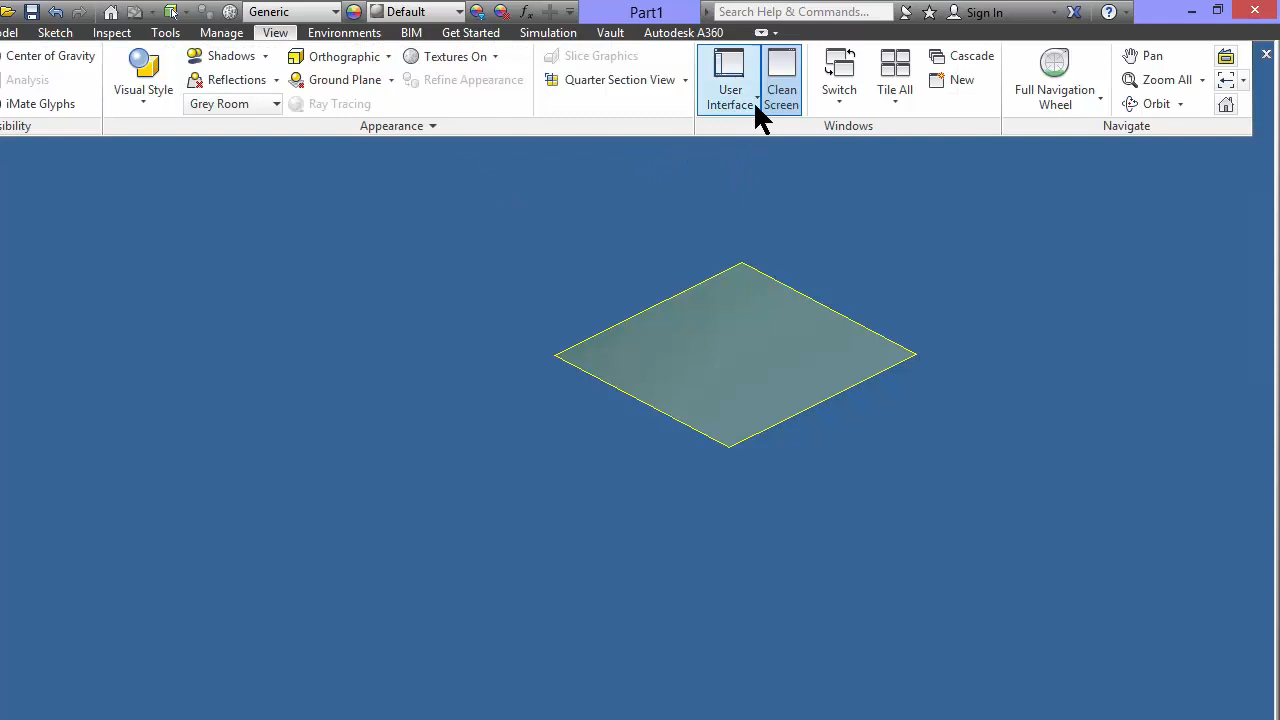 Generic
Default
Part1
Search Help & Commands...
Sign In
del
Sketch
Inspect
Tools
Manage
View
Environments
BIM
Get Started
Simulation
Vault
Autodesk A360
Center of Gravity
Shadows
Orthographic
Textures On
Slice Graphics
Cascade
Pan
Analysis
Reflections
Ground Plane
Refine Appearance
Quarter Section View
New
Zoom All
Visual Style
User Interface
Clean Screen
Switch
Tile All
Full Navigation Wheel
iMate Glyphs
Grey Room
Ray Tracing
Orbit
sibility
Appearance
Windows
Navigate